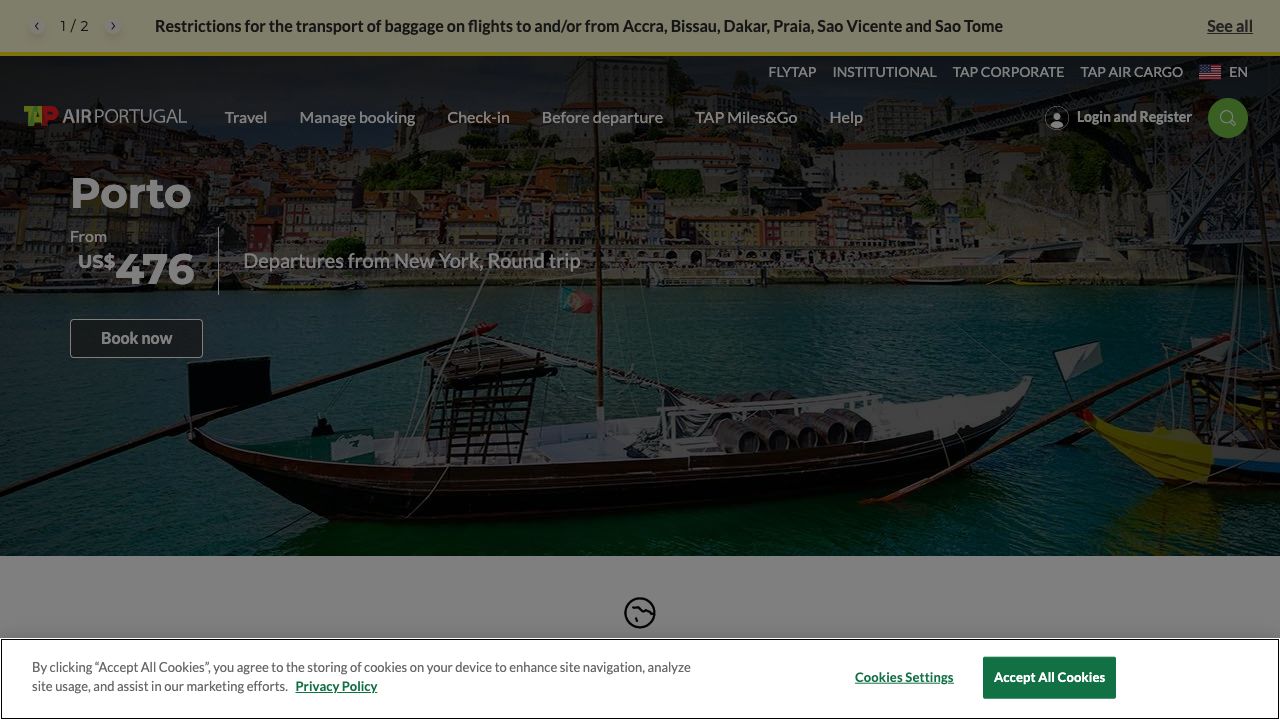 1 / 2
Restrictions for the transport of baggage on flights to and/or from Accra, Bissau, Dakar, Praia, Sao Vicente and Sao Tome
See all
FLYTAP INSTITUTIONAL TAP CORPORATE TAP AIR CARGO EN
TAP AIR PORTUGAL Travel Manage booking Check-in Before departure TAP Miles&Go Help Login and Register
Porto
From
US$476
Departures from New York, Round trip
Book now
By clicking “Accept All Cookies”, you agree to the storing of cookies on your device to enhance site navigation, analyze
site usage, and assist in our marketing efforts. Privacy Policy
Cookies Settings
Accept All Cookies